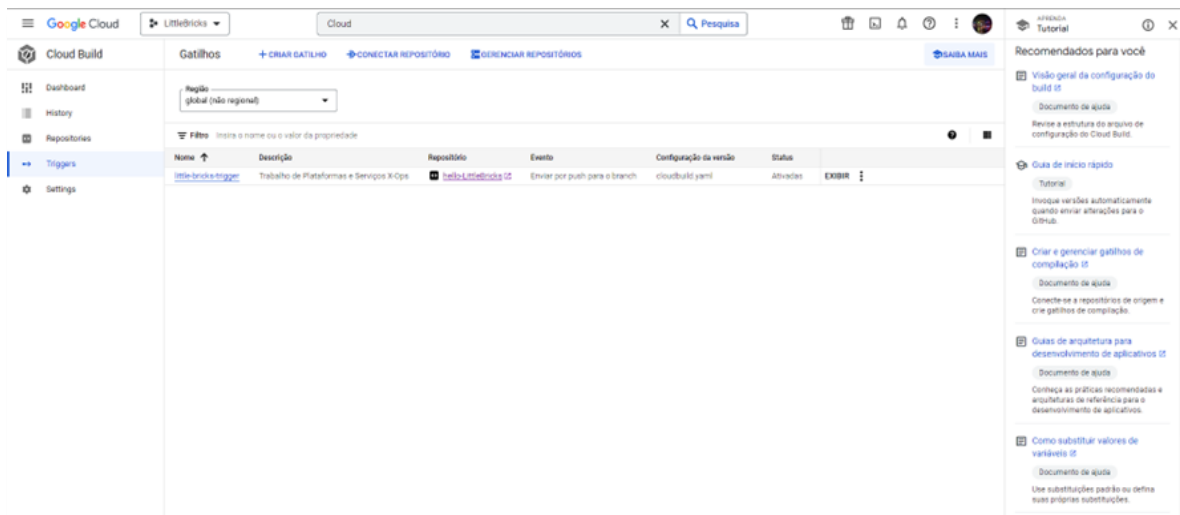 Google Cloud
LittleBricks
Cloud
Pesquisa
APRENDA
Tutorial
Cloud Build
Gatilhos
CRIAR GATILHO
CONECTAR REPOSITÓRIO
GERENCIAR REPOSITÓRIOS
SAIBA MAIS
Dashboard
History
Repositories
Triggers
Settings
Região
global (não regional)
Filtro Insira o nome ou o valor da propriedade
Nome Descrição Repositório Evento Configuração da versão Status
little-bricks-trigger Trabalho de Plataformas e Serviços X-Ops hello-LittleBricks Enviar por push para o branch cloudbuild.yaml Ativadas EXIBIR
Recomendados para você
Visão geral da configuração do
build
Documento de ajuda
Revise a estrutura do arquivo de
configuração do Cloud Build.
Guia de início rápido
Tutorial
Invoque versões automaticamente
quando enviar alterações para o
GitHub.
Criar e gerenciar gatilhos de
compilação
Documento de ajuda
Conecte-se a repositórios de origem e
crie gatilhos de compilação.
Guias de arquitetura para
desenvolvimento de aplicativos
Documento de ajuda
Conheça as práticas recomendadas e
arquiteturas de referência para o
desenvolvimento de aplicativos.
Como substituir valores de
variáveis
Documento de ajuda
Use substituições padrão ou defina
suas próprias substituições.